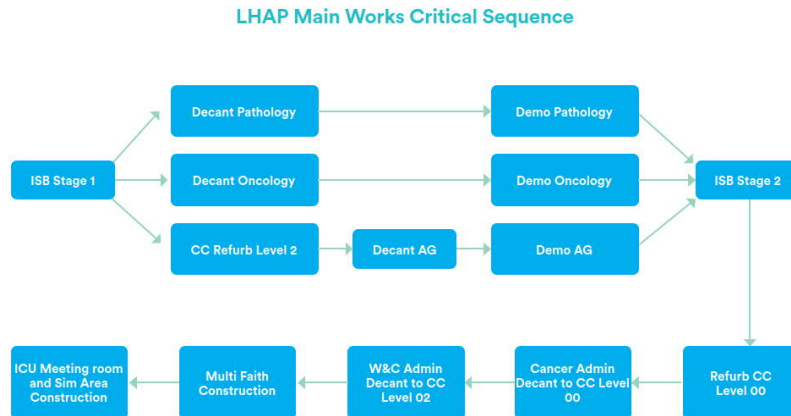 LHAP Main Works Critical Sequence
Decant Pathology
Demo Pathology
ISB Stage 1
Decant Oncology
Demo Oncology
ISB Stage 2
CC Refurb Level 2
Decant AG
Demo AG
ICU Meeting room
and Sim Area
Construction
Multi Faith
Construction
W&C Admin
Decant to CC
Level 02
Cancer Admin
Decant to CC Level
00
Refurb CC
Level 00